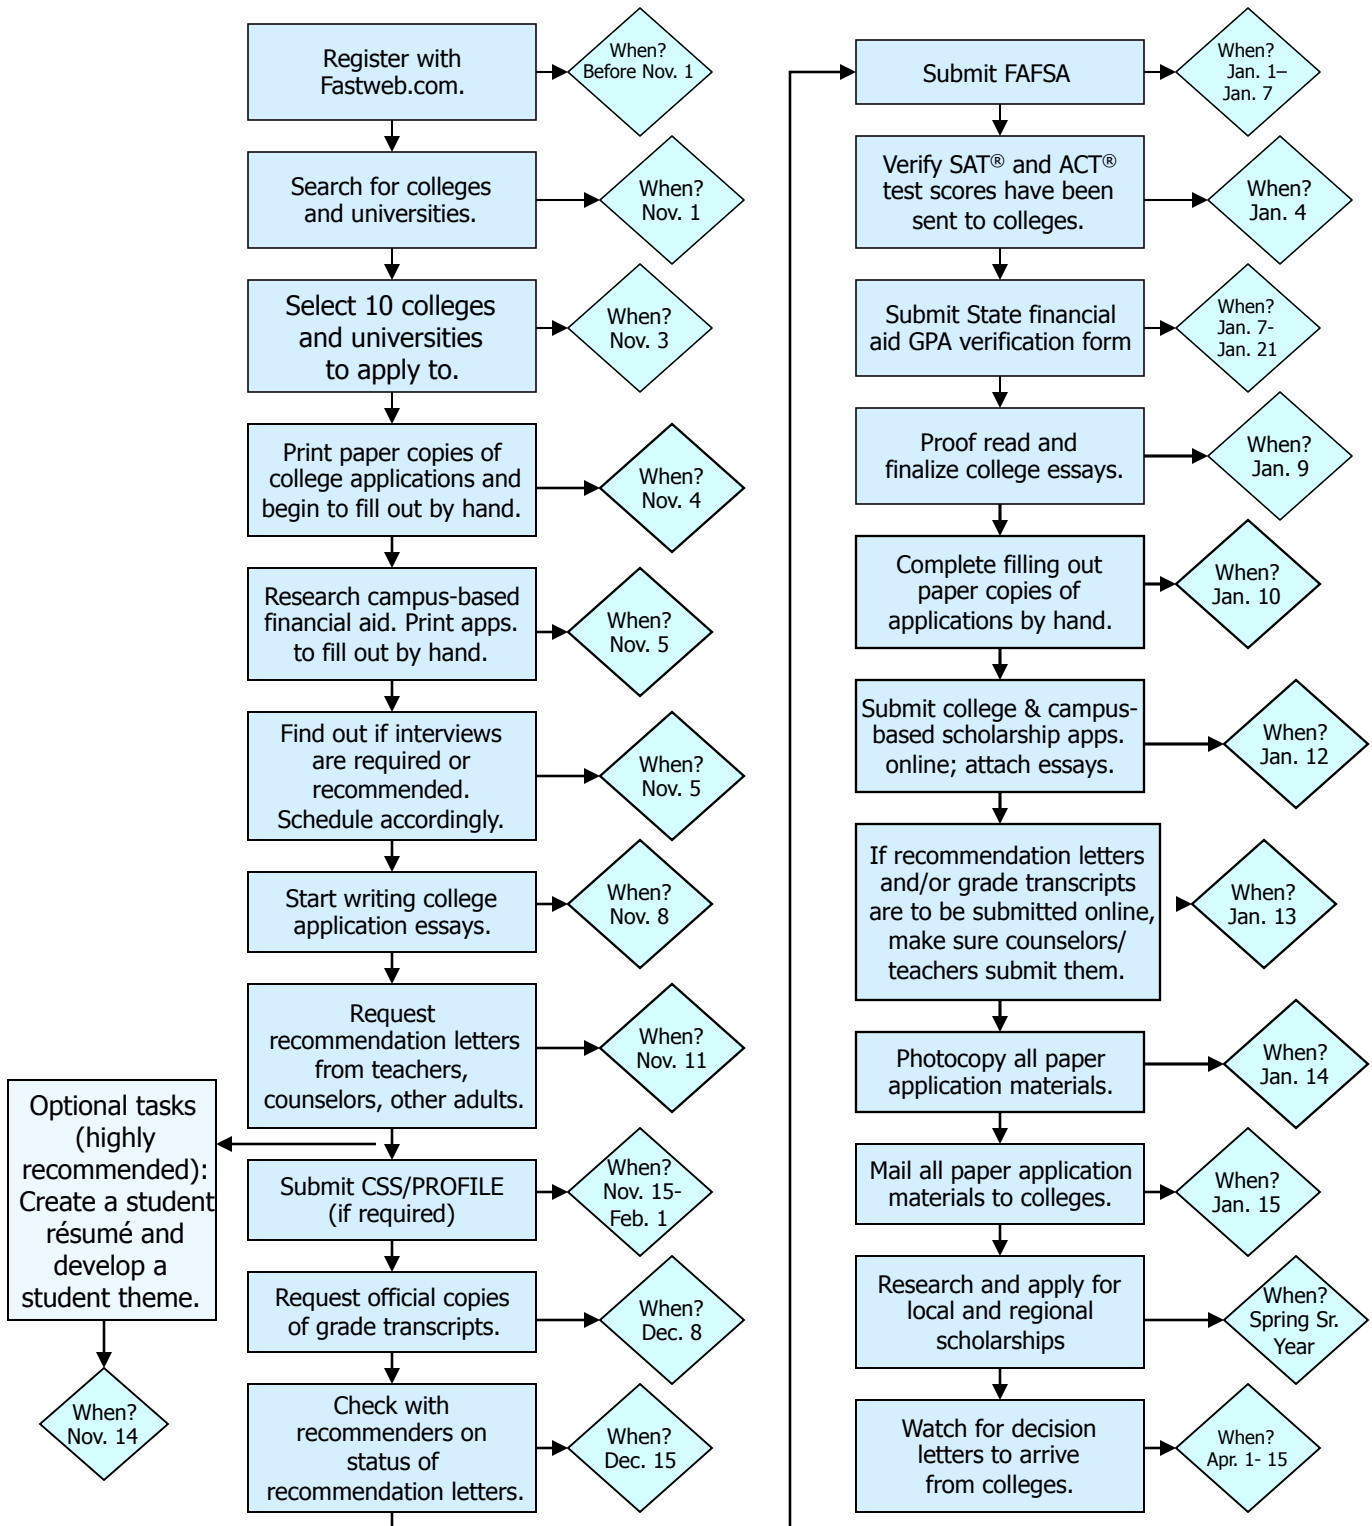 Register with
Fastweb.com.
When?
Before Nov. 1
Search for colleges
and universities.
When?
Nov. 1
Select 10 colleges
and universities
to apply to.
When?
Nov. 3
Print paper copies of
college applications and
begin to fill out by hand.
When?
Nov. 4
Research campus-based
financial aid. Print apps.
to fill out by hand.
When?
Nov. 5
Find out if interviews
are required or
recommended.
Schedule accordingly.
When?
Nov. 5
Start writing college
application essays.
When?
Nov. 8
Request
recommendation letters
from teachers,
counselors, other adults.
When?
Nov. 11
Optional tasks
(highly
recommended):
Create a student
résumé and
develop a
student theme.
When?
Nov. 14
Submit CSS/PROFILE
(if required)
When?
Nov. 15-
Feb. 1
Request official copies
of grade transcripts.
When?
Dec. 8
Check with
recommenders on
status of
recommendation letters.
When?
Dec. 15
Submit FAFSA
When?
Jan. 1–
Jan. 7
Verify SAT® and ACT®
test scores have been
sent to colleges.
When?
Jan. 4
Submit State financial
aid GPA verification form
When?
Jan. 7-
Jan. 21
Proof read and
finalize college essays.
When?
Jan. 9
Complete filling out
paper copies of
applications by hand.
When?
Jan. 10
Submit college & campus-
based scholarship apps.
online; attach essays.
When?
Jan. 12
If recommendation letters
and/or grade transcripts
are to be submitted online,
make sure counselors/
teachers submit them.
When?
Jan. 13
Photocopy all paper
application materials.
When?
Jan. 14
Mail all paper application
materials to colleges.
When?
Jan. 15
Research and apply for
local and regional
scholarships
When?
Spring Sr.
Year
Watch for decision
letters to arrive
from colleges.
When?
Apr. 1- 15